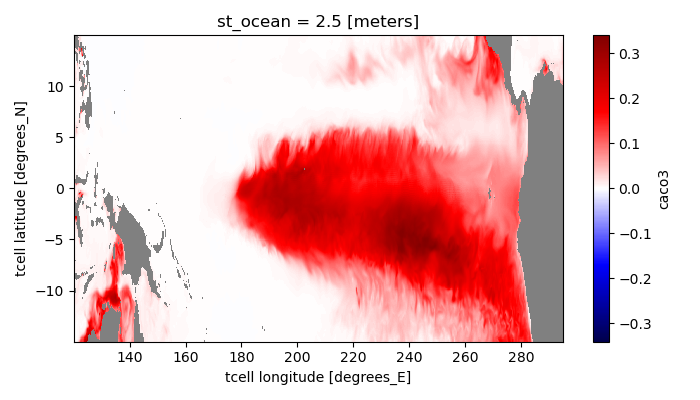 st_ocean = 2.5 [meters]
10
5
0
−5
−10
tcell latitude [degrees_N]
140 160 180 200 220 240 260 280
tcell longitude [degrees_E]
0.3
0.2
0.1
0.0
−0.1
−0.2
−0.3
caco3